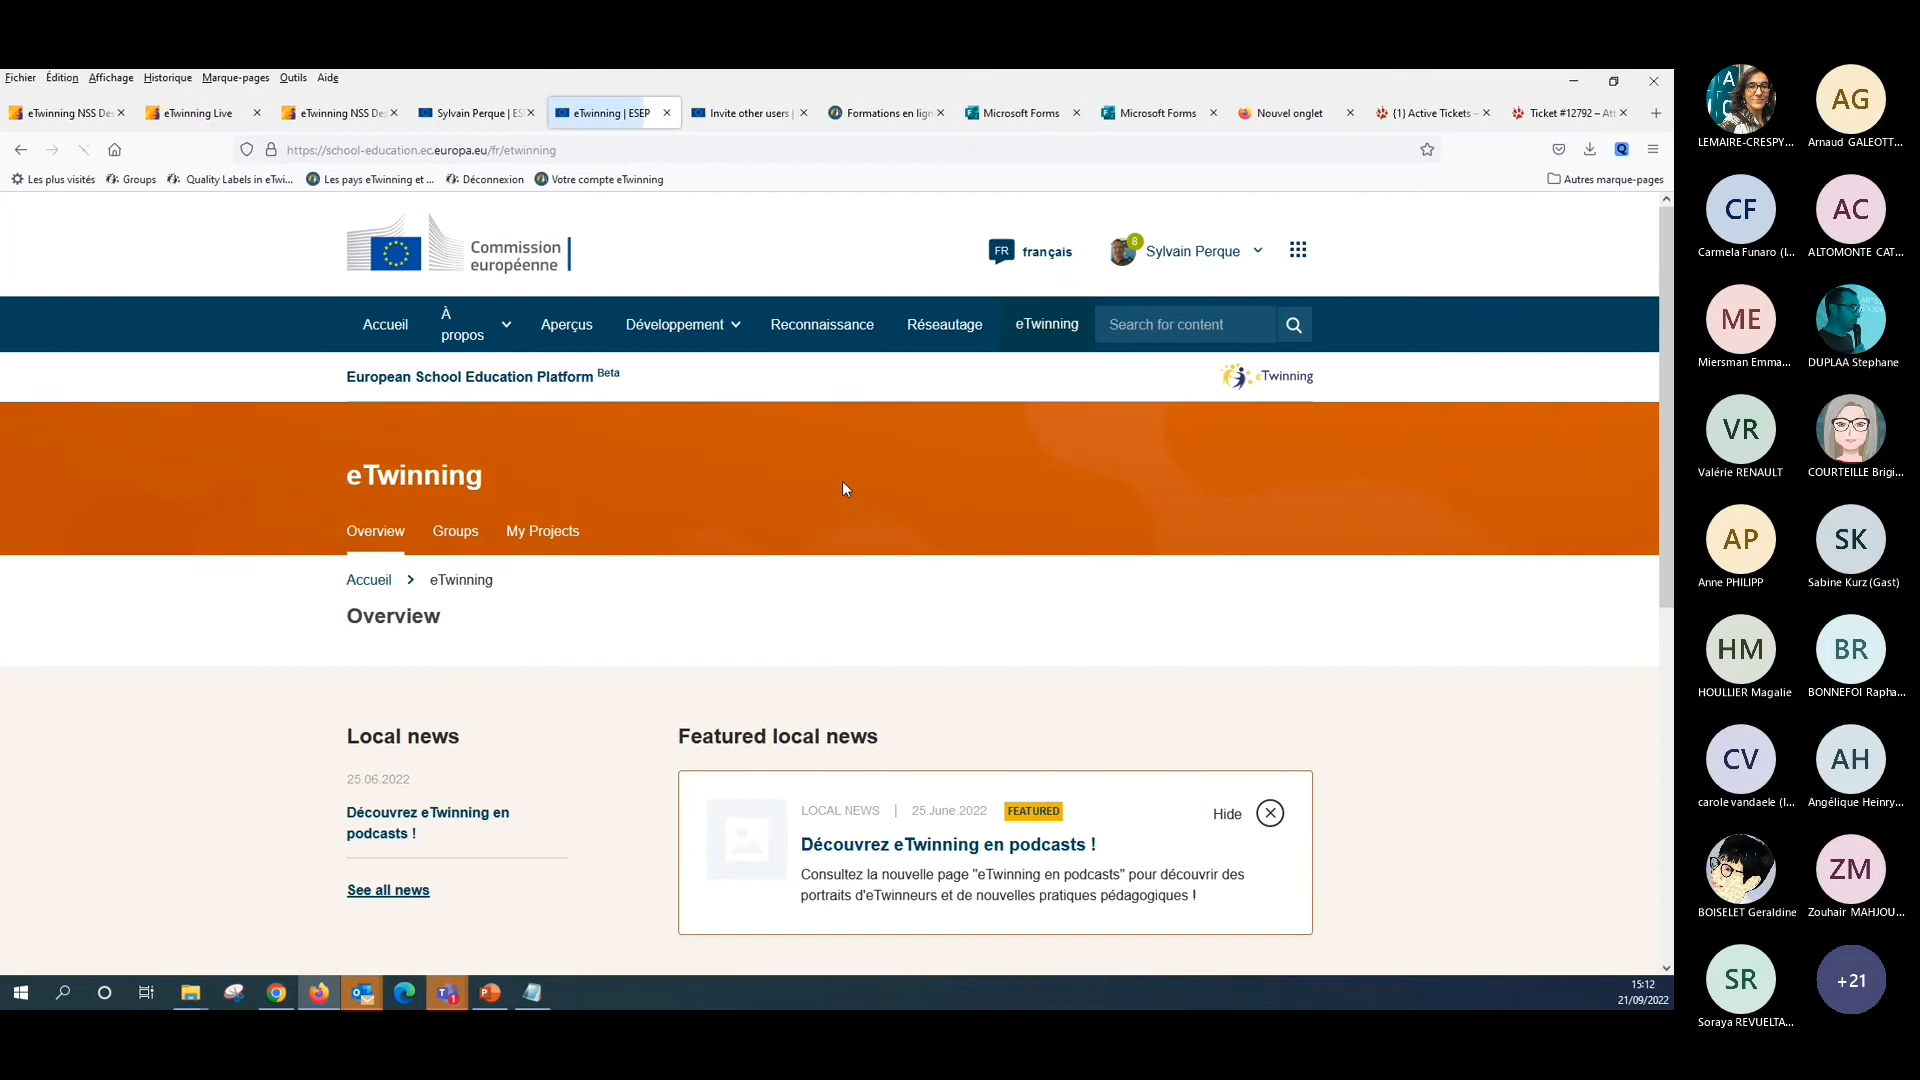 Fichier Édition Affichage Historique Marque-pages Outils Aide
eTwinning NSS De
eTwinning Live
eTwinning NSS De
Sylvain Perque | ES
eTwinning | ESEP
Invite other users |
Formations en lign
Microsoft Forms
Microsoft Forms
Nouvel onglet
{1} Active Tickets –
Ticket #12792 – Att
https://school-education.ec.europa.eu/fr/etwinning
Les plus visités Groups Quality Labels in eTwi... Les pays eTwinning et ... Déconnexion Votre compte eTwinning Autres marque-pages
Commission
européenne
FR français
8
Sylvain Perque
Accueil À propos Aperçus Développement Reconnaissance Réseautage eTwinning Search for content
European School Education Platform Beta
eTwinning
eTwinning
Overview Groups My Projects
Accueil > eTwinning
Overview
Local news
25.06.2022
Découvrez eTwinning en
podcasts !
See all news
Featured local news
LOCAL NEWS | 25.June.2022 FEATURED
Hide
Découvrez eTwinning en podcasts !
Consultez la nouvelle page "eTwinning en podcasts" pour découvrir des
portraits d'eTwinneurs et de nouvelles pratiques pédagogiques !
15:12
21/09/2022
LEMAIRE-CRESPY...
AG
Arnaud GALEOTT...
CF
Carmela Funaro (I...
AC
ALTOMONTE CAT...
ME
Miersman Emma...
DUPLAA Stephane
VR
Valérie RENAULT
COURTEILLE Brigi...
AP
Anne PHILIPP
SK
Sabine Kurz (Gast)
HM
HOULLIER Magalie
BR
BONNEFOI Rapha...
CV
carole vandaele (I...
AH
Angélique Heinry...
BOISELET Geraldine
ZM
Zouhair MAHJOU...
SR
Soraya REVUELTA...
+21